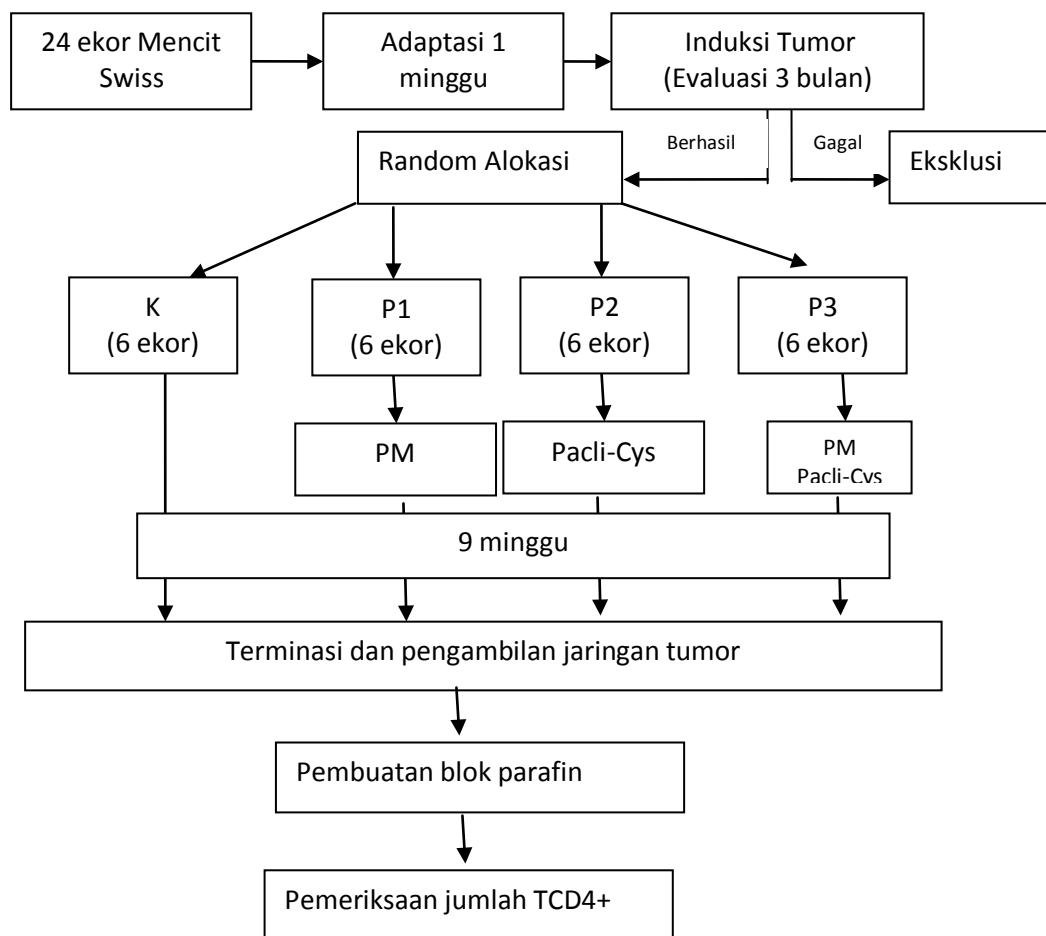 24 ekor Mencit
Swiss
Adaptasi 1
minggu
Induksi Tumor
(Evaluasi 3 bulan)
Berhasil
Gagal
Random Alokasi
Eksklusi
K
(6 ekor)
P1
(6 ekor)
P2
(6 ekor)
P3
(6 ekor)
PM
Pacli-Cys
PM
Pacli-Cys
9 minggu
Terminasi dan pengambilan jaringan tumor
Pembuatan blok parafin
Pemeriksaan jumlah TCD4+